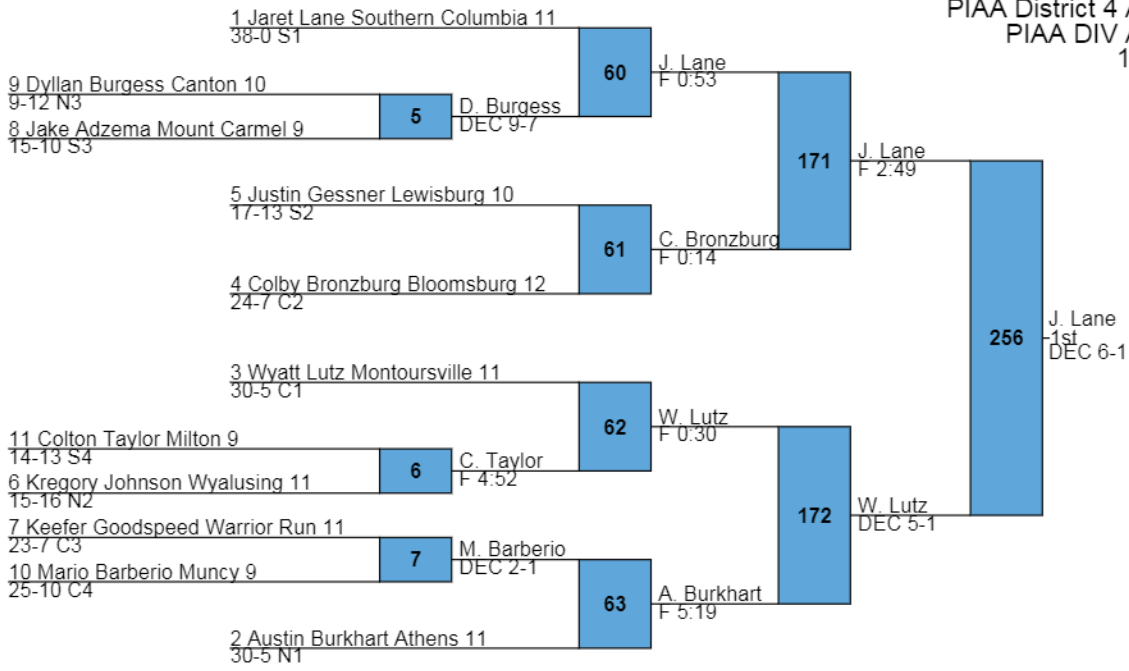 PIAA District 4 A
PIAA DIV A
1
1 Jaret Lane Southern Columbia 11
38-0 S1
60
J. Lane
F 0:53
9 Dyllan Burgess Canton 10
9-12 N3
5
D. Burgess
DEC 9-7
8 Jake Adzema Mount Carmel 9
15-10 S3
171
J. Lane
F 2:49
5 Justin Gessner Lewisburg 10
17-13 S2
61
C. Bronzburg
F 0:14
4 Colby Bronzburg Bloomsburg 12
24-7 C2
256
J. Lane
1st
DEC 6-1
3 Wyatt Lutz Montoursville 11
30-5 C1
62
W. Lutz
F 0:30
11 Colton Taylor Milton 9
14-13 S4
6
C. Taylor
F 4:52
6 Kregory Johnson Wyalusing 11
15-16 N2
172
W. Lutz
DEC 5-1
7 Keefer Goodspeed Warrior Run 11
23-7 C3
7
M. Barberio
DEC 2-1
10 Mario Barberio Muncy 9
25-10 C4
63
A. Burkhart
F 5:19
2 Austin Burkhart Athens 11
30-5 N1